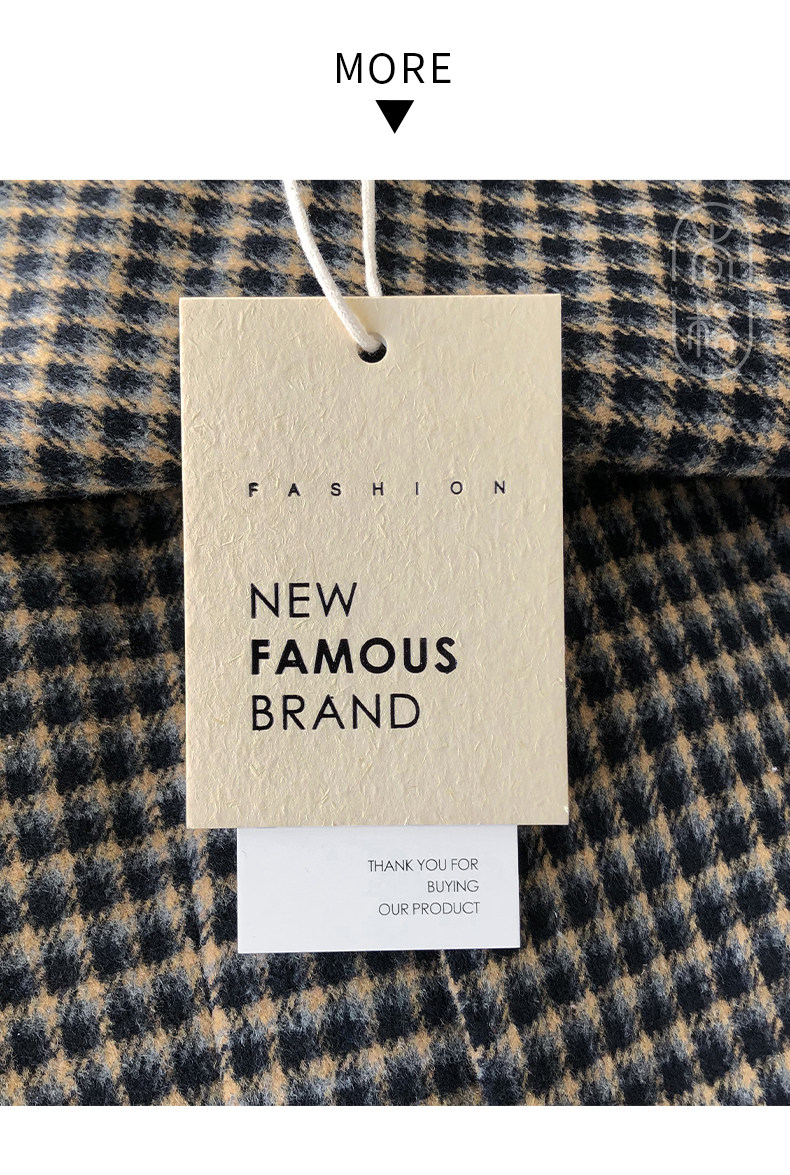 MORE
FASHION
NEW
FAMOUS
BRAND
THANK YOU FOR
BUYING
OUR PRODUCT